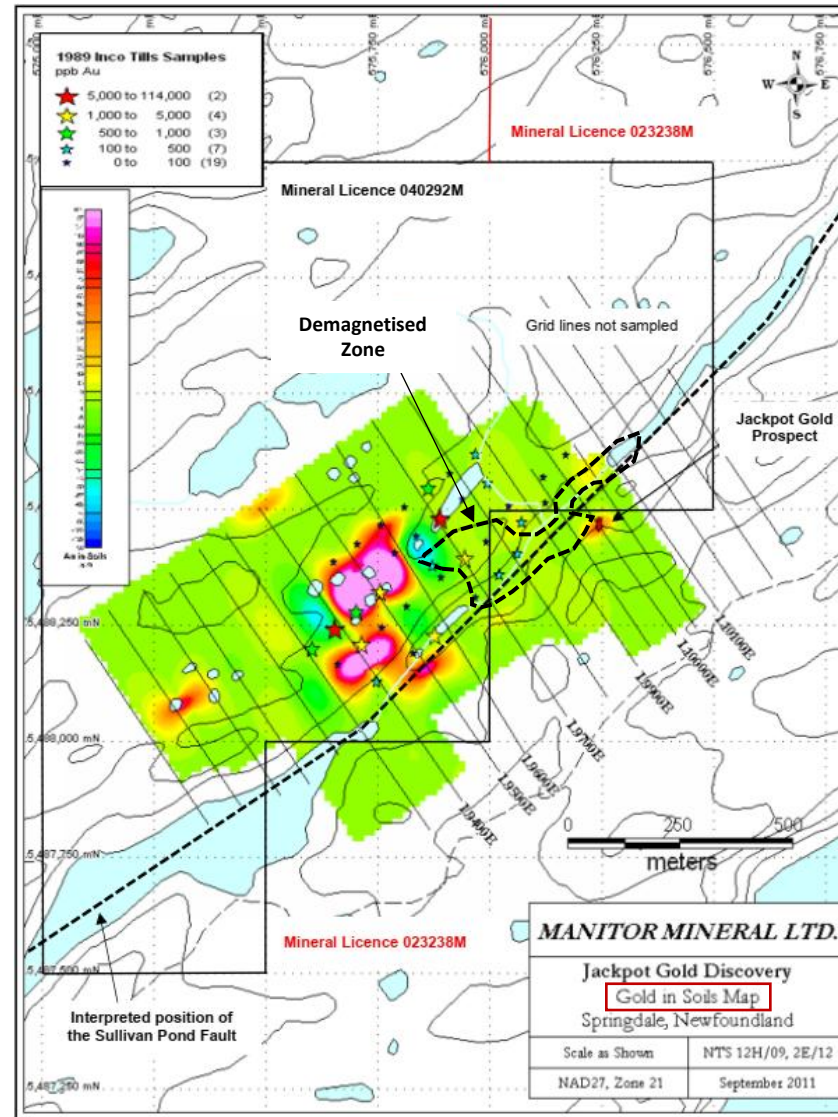 575,000 mE
575,750 mE
576,000 mE
576,250 mE
576,500 mE
1989 Inco Tills Samples
ppb Au
5,000 to 114,000 (2)
1,000 to 5,000 (4)
500 to 1,000 (3)
100 to 500 (7)
0 to 100 (19)
N
W E
S
Mineral Licence 023238M
Mineral Licence 040292M
Demagnetised
Zone
Grid lines not sampled
Jackpot Gold
Prospect
Au in Soils
5,488,250 mN
5,488,000 mN
5,487,750 mN
5,487,500 mN
5,487,250 mN
L10100E
L10000E
L9900E
L9700E
L9600E
L9500E
L9400E
0 250 500
meters
Mineral Licence 023238M
Interpreted position of
the Sullivan Pond Fault
MANITOR MINERAL LTD.
Jackpot Gold Discovery
Gold in Soils Map
Springdale, Newfoundland
Scale as Shown
NTS 12H/09, 2E/12
NAD27, Zone 21
September 2011